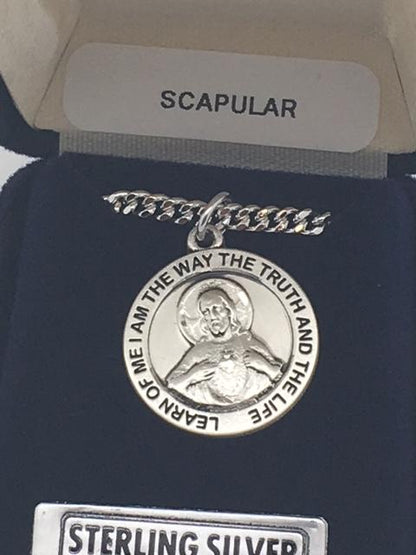 SCAPULAR
LEARN OF ME I AM THE WAY THE TRUTH AND THE LIFE
STERLING SILVER